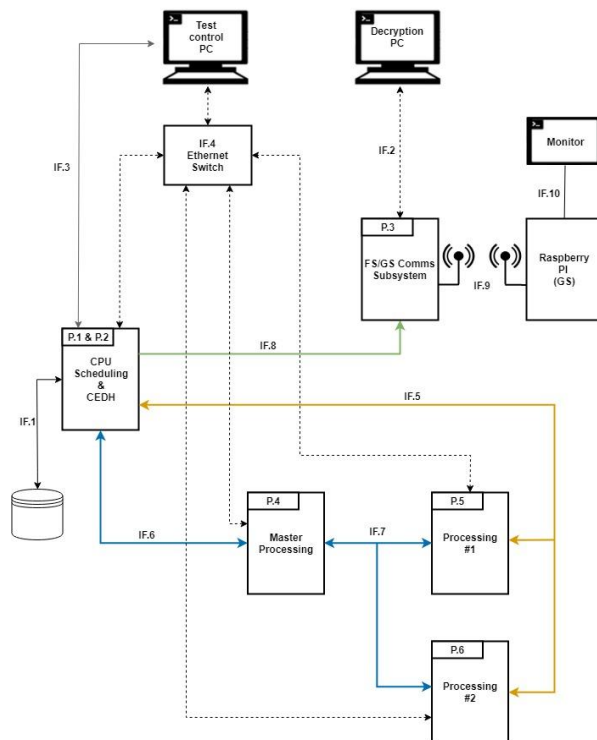 Test
control
PC
Decryption
PC
IF.4
Ethernet
Switch
IF.2
Monitor
IF.3
IF.10
P.3
FS/GS Comms
Subsystem
Raspberry
PI
(GS)
IF.9
P.1 & P.2
CPU
Scheduling
&
CEDH
IF.8
IF.5
IF.1
P.4
Master
Processing
P.5
Processing
#1
IF.6
IF.7
P.6
Processing
#2